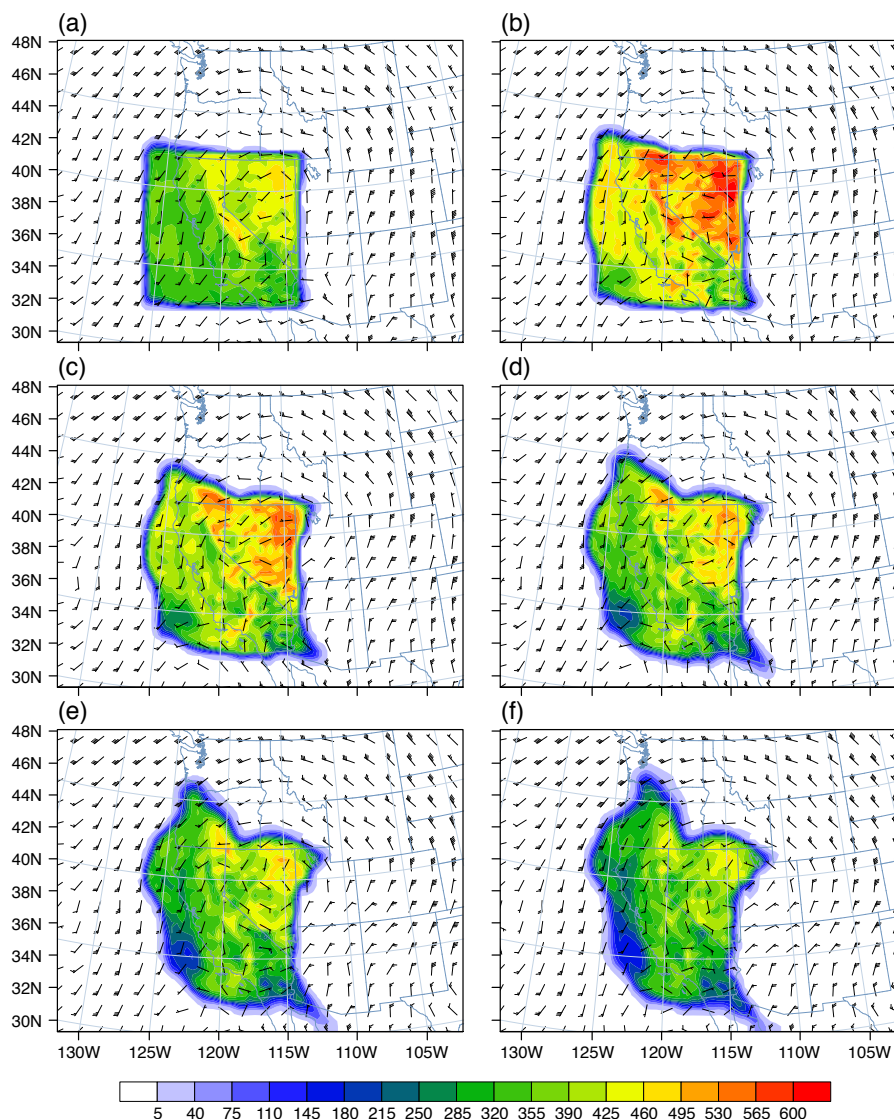 (a)
(b)
48N
46N
44N
42N
40N
38N
36N
34N
32N
30N
(c)
(d)
48N
46N
44N
42N
40N
38N
36N
34N
32N
30N
(e)
(f)
48N
46N
44N
42N
40N
38N
36N
34N
32N
30N
130W 125W 120W 115W 110W 105W 130W 125W 120W 115W 110W 105W
5 40 75 110 145 180 215 250 285 320 355 390 425 460 495 530 565 600